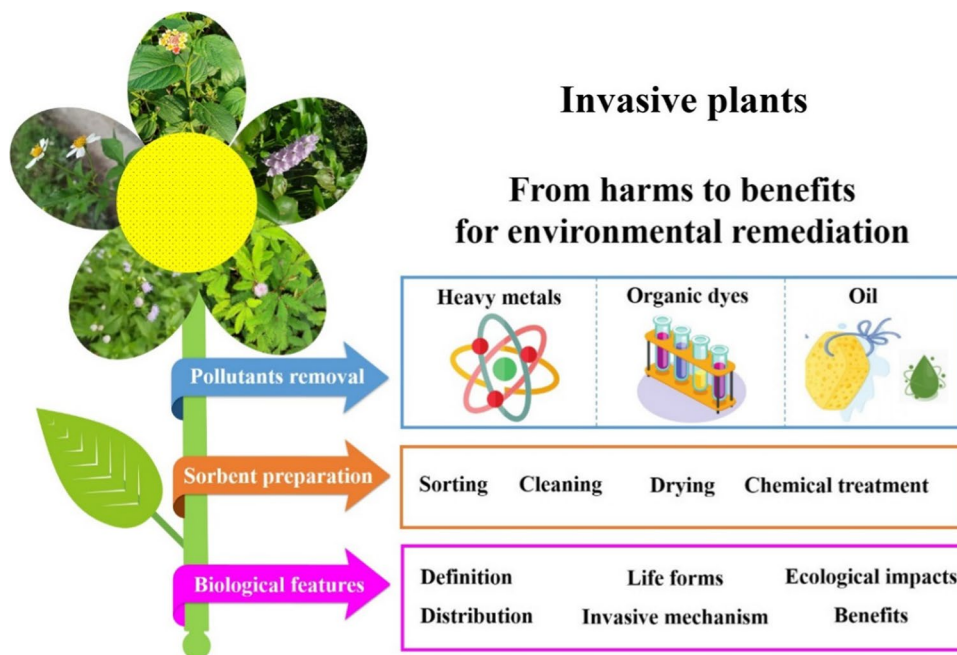 Invasive plants
From harms to benefits
for environmental remediation
Pollutants removal
Heavy metals
Organic dyes
Oil
Sorbent preparation
Sorting Cleaning Drying Chemical treatment
Biological features
Definition Life forms Ecological impacts
Distribution Invasive mechanism Benefits